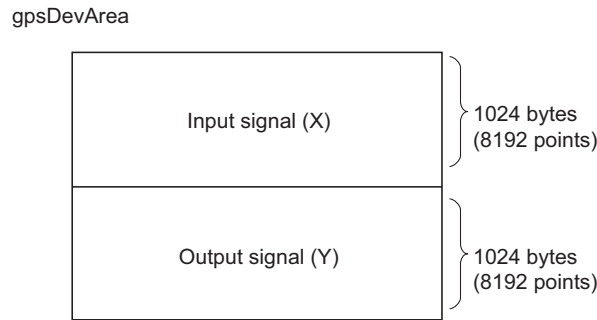 gpsDevArea
Input signal (X)
1024 bytes
(8192 points)
Output signal (Y)
1024 bytes
(8192 points)